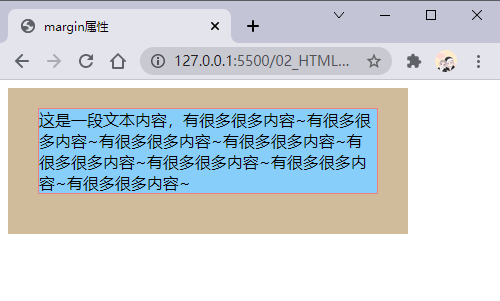 margin属性
127.0.0.1:5500/02_HTML...
这是一段文本内容，有很多很多内容~有很多很
多内容~有很多很多内容~有很多很多内容~有
很多很多内容~有很多很多内容~有很多很多内
容~有很多很多内容~